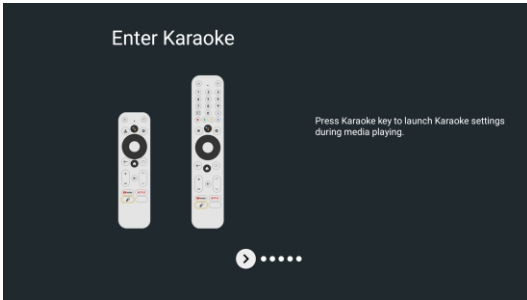 Enter Karaoke
Press Karaoke key to launch Karaoke settings
during media playing.